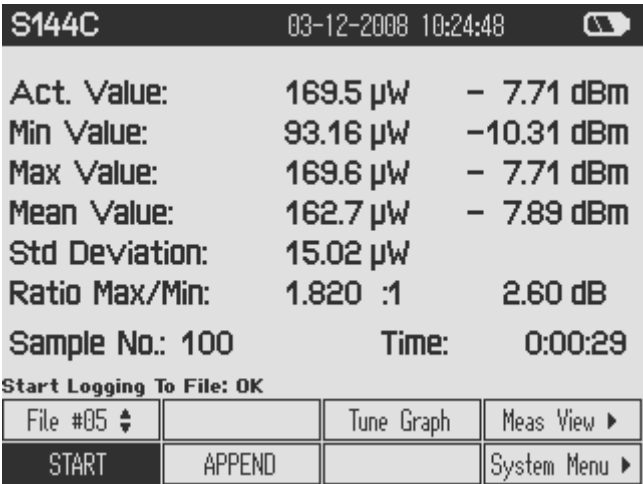 S144C 03-12-2008 10:24:48
Act. Value: 169.5 µW - 7.71 dBm
Min Value: 93.16 µW -10.31 dBm
Max Value: 169.6 µW - 7.71 dBm
Mean Value: 162.7 µW - 7.89 dBm
Std Deviation: 15.02 µW
Ratio Max/Min: 1.820 :1 2.60 dB
Sample No.: 100 Time: 0:00:29
Start Logging To File: OK
File #05 Tune Graph Meas View
START APPEND System Menu